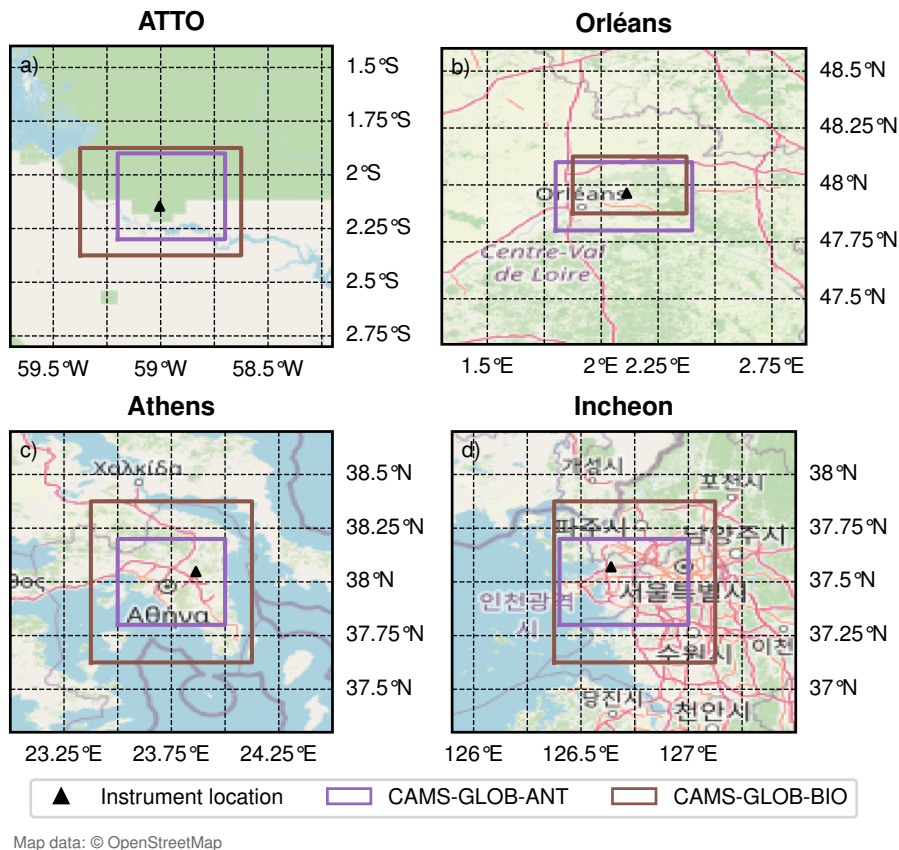 ATTO
Orléans
a)
1.5°S
1.75°S
2°S
2.25°S
2.5°S
2.75°S
59.5°W
59°W
58.5°W
b)
Orléans
Centre-Val
de Loire
48.5°N
48.25°N
48°N
47.75°N
47.5°N
1.5°E
2°E
2.25°E
2.75°E
Athens
Incheon
c)
Χαλκίδα
θος
Αθήνα
38.5°N
38.25°N
38°N
37.75°N
37.5°N
23.25°E
23.75°E
24.25°E
d)
개성시
포천시
파주시
남양주시
서울특별시
인천광역
시
수원시
이천
당진시
천안시
38°N
37.75°N
37.5°N
37.25°N
37°N
126°E
126.5°E
127°E
Instrument location
CAMS-GLOB-ANT
CAMS-GLOB-BIO
Map data: © OpenStreetMap